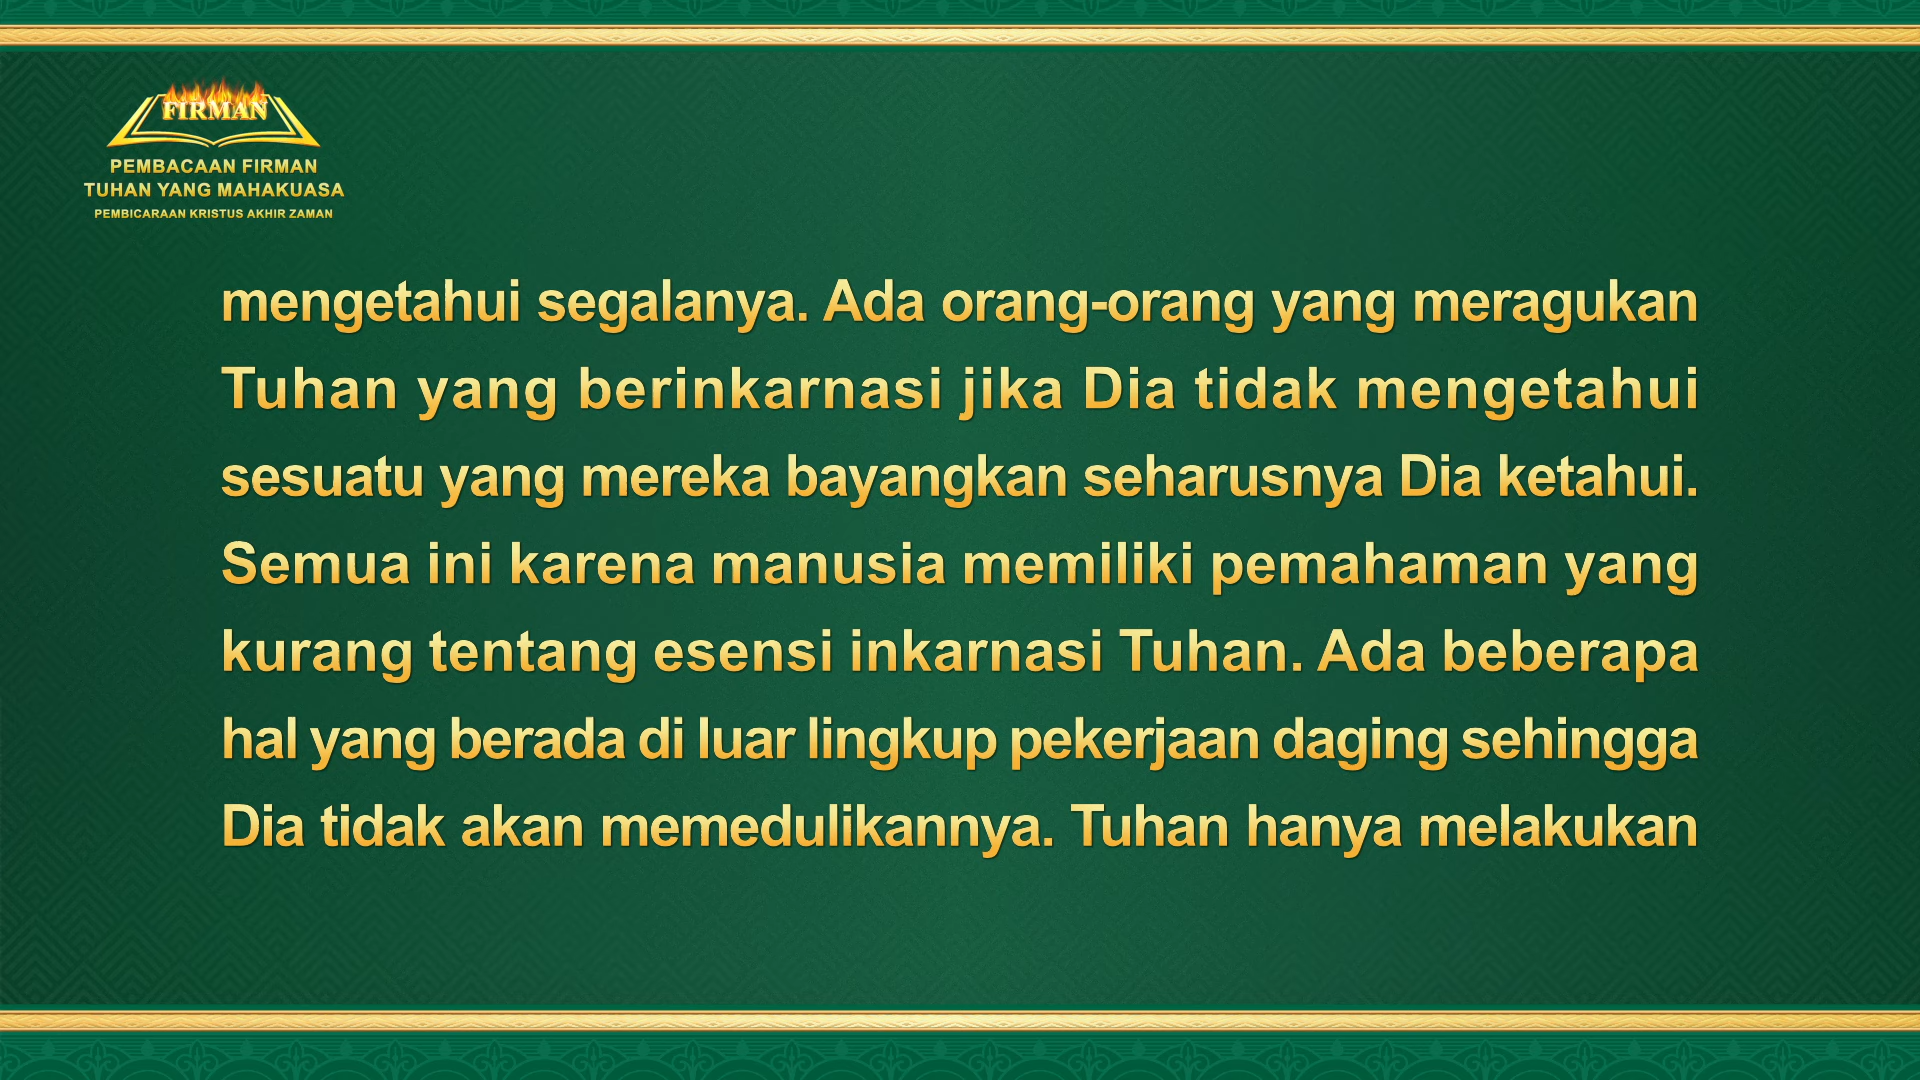 FIRMAN
PEMBACAAN FIRMAN
TUHAN YANG MAHAKUASA
PEMBICARAAN KRISTUS AKHIR ZAMAN
mengetahui segalanya. Ada orang-orang yang meragukan
Tuhan yang berinkarnasi jika Dia tidak mengetahui
sesuatu yang mereka bayangkan seharusnya Dia ketahui.
Semua ini karena manusia memiliki pemahaman yang
kurang tentang esensi inkarnasi Tuhan. Ada beberapa
hal yang berada di luar lingkup pekerjaan daging sehingga
Dia tidak akan memedulikannya. Tuhan hanya melakukan